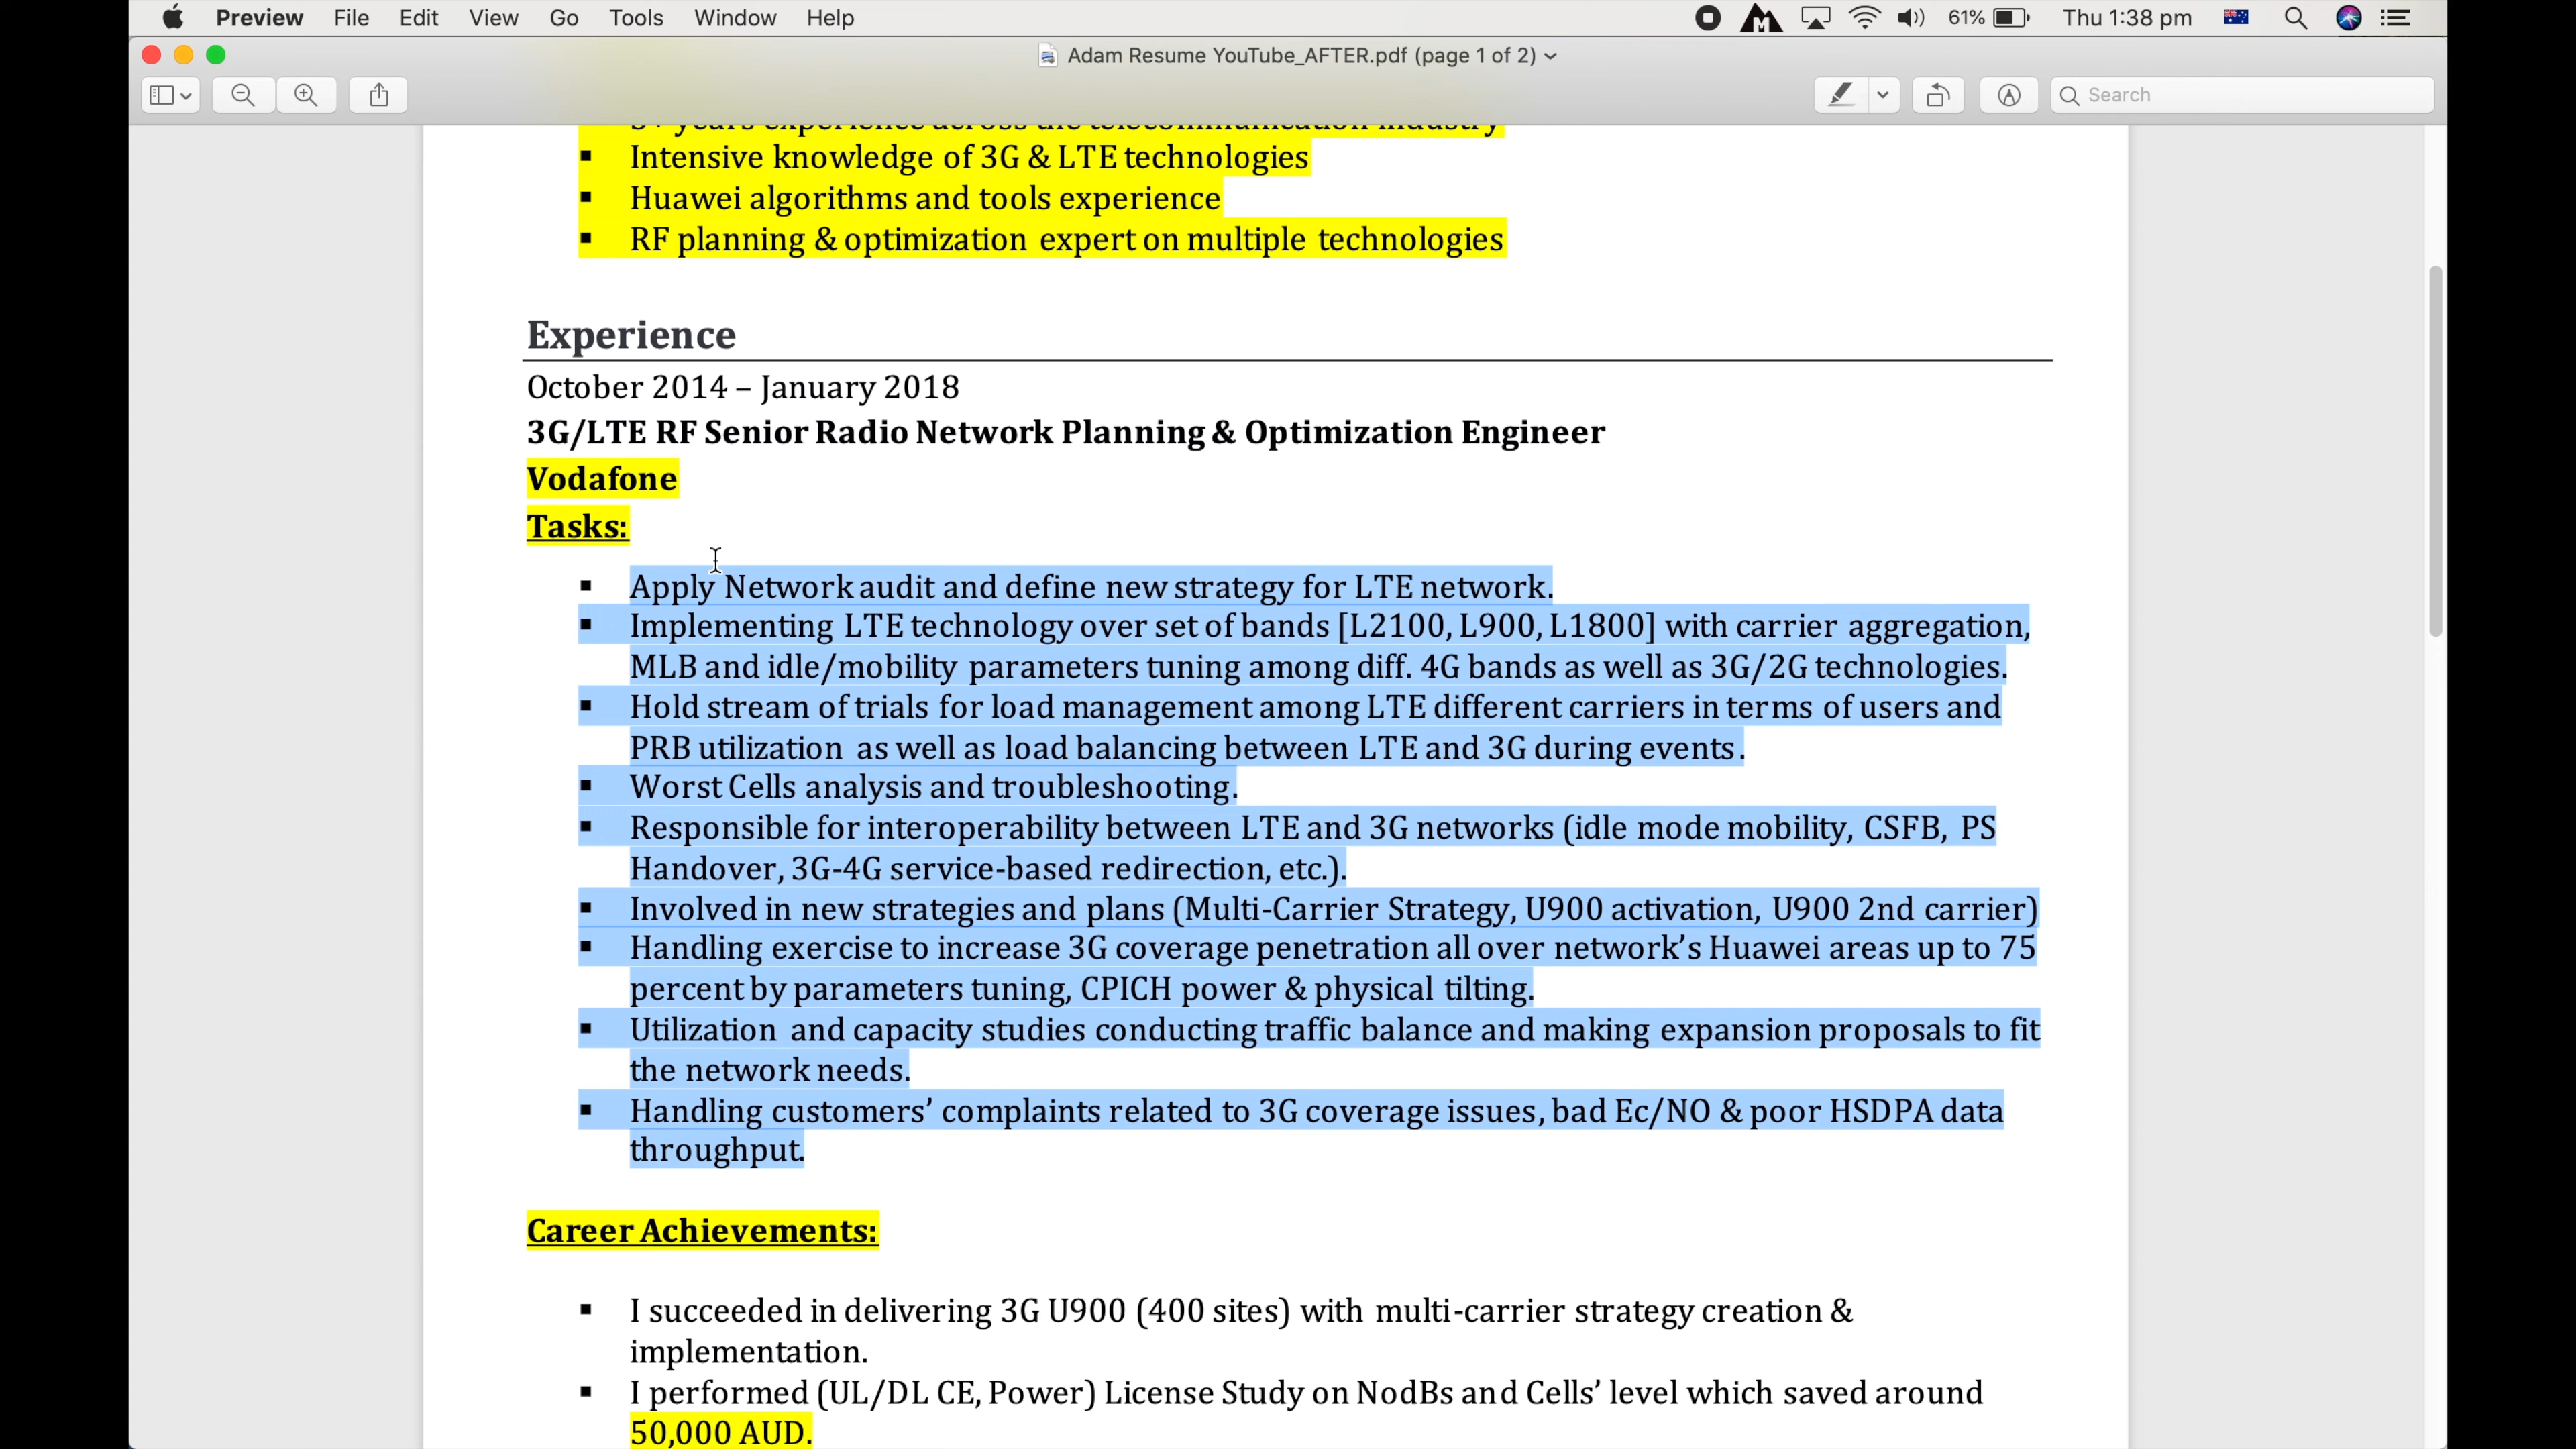 Preview File Edit View Go Tools Window Help 61% Thu 1:38 pm
Adam Resume YouTube_AFTER.pdf (page 1 of 2)
Search
years experience across the telecommunication industry
▪ Intensive knowledge of 3G & LTE technologies
▪ Huawei algorithms and tools experience
▪ RF planning & optimization expert on multiple technologies
Experience
October 2014 – January 2018
3G/LTE RF Senior Radio Network Planning & Optimization Engineer
Vodafone
Tasks:
▪ Apply Network audit and define new strategy for LTE network.
▪ Implementing LTE technology over set of bands [L2100, L900, L1800] with carrier aggregation,
MLB and idle/mobility parameters tuning among diff. 4G bands as well as 3G/2G technologies.
▪ Hold stream of trials for load management among LTE different carriers in terms of users and
PRB utilization as well as load balancing between LTE and 3G during events.
▪ Worst Cells analysis and troubleshooting.
▪ Responsible for interoperability between LTE and 3G networks (idle mode mobility, CSFB, PS
Handover, 3G-4G service-based redirection, etc.).
▪ Involved in new strategies and plans (Multi-Carrier Strategy, U900 activation, U900 2nd carrier)
▪ Handling exercise to increase 3G coverage penetration all over network’s Huawei areas up to 75
percent by parameters tuning, CPICH power & physical tilting.
▪ Utilization and capacity studies conducting traffic balance and making expansion proposals to fit
the network needs.
▪ Handling customers’ complaints related to 3G coverage issues, bad Ec/NO & poor HSDPA data
throughput.
Career Achievements:
▪ I succeeded in delivering 3G U900 (400 sites) with multi-carrier strategy creation &
implementation.
▪ I performed (UL/DL CE, Power) License Study on NodBs and Cells’ level which saved around
50,000 AUD.